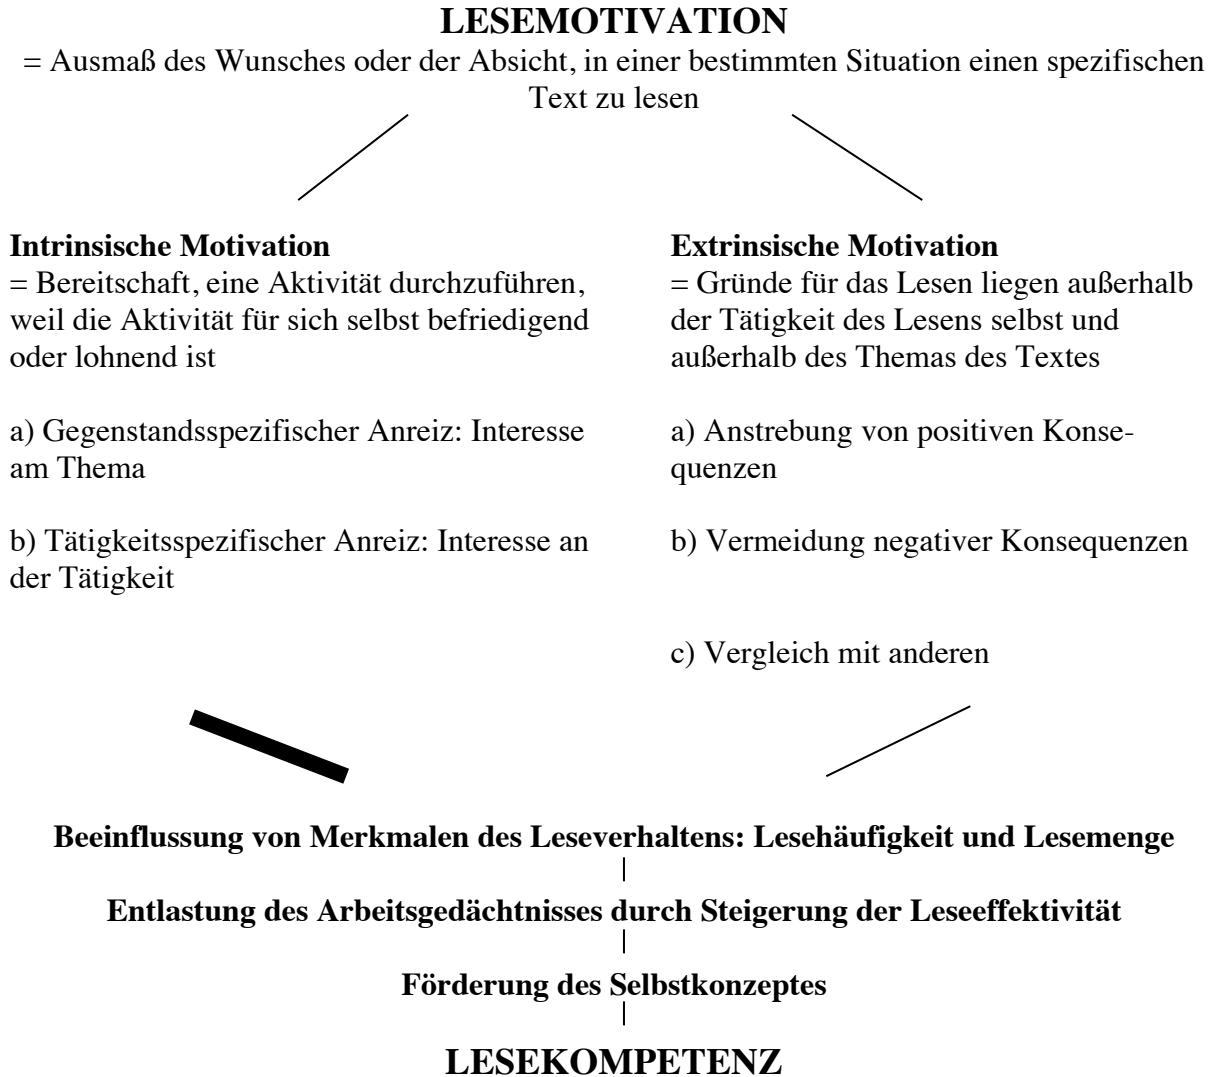 LESEMOTIVATION
= Ausmaß des Wunsches oder der Absicht, in einer bestimmten Situation einen spezifischen
Text zu lesen
Intrinsische Motivation
= Bereitschaft, eine Aktivität durchzuführen,
weil die Aktivität für sich selbst befriedigend
oder lohnend ist
a) Gegenstandsspezifischer Anreiz: Interesse
am Thema
b) Tätigkeitsspezifischer Anreiz: Interesse an
der Tätigkeit
Extrinsische Motivation
= Gründe für das Lesen liegen außerhalb
der Tätigkeit des Lesens selbst und
außerhalb des Themas des Textes
a) Anstrebung von positiven Konse-
quenzen
b) Vermeidung negativer Konsequenzen
c) Vergleich mit anderen
Beeinflussung von Merkmalen des Leseverhaltens: Lesehäufigkeit und Lesemenge
Entlastung des Arbeitsgedächtnisses durch Steigerung der Leseeffektivität
Förderung des Selbstkonzeptes
LESEKOMPETENZ